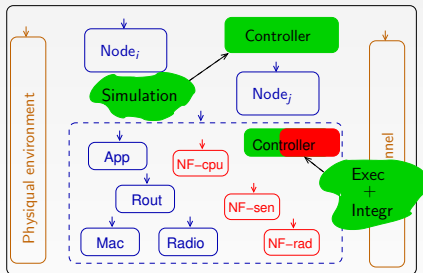 Physiqual environment
Node_i
Controller
Simulation
Node_j
App
NF-cpu
Controller
Rout
NF-sen
Exec
+
Integr
Mac
Radio
NF-rad
nnel